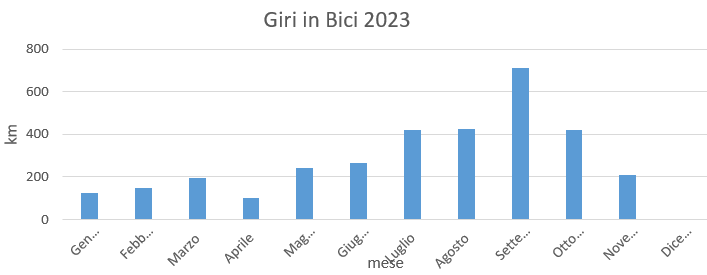 Giri in Bici 2023
800
600
400
200
0
km
Gen...
Febb...
Marzo
Aprile
Mag...
Giug...
Luglio
Agosto
Sette...
Otto...
Nove...
Dice...
mese